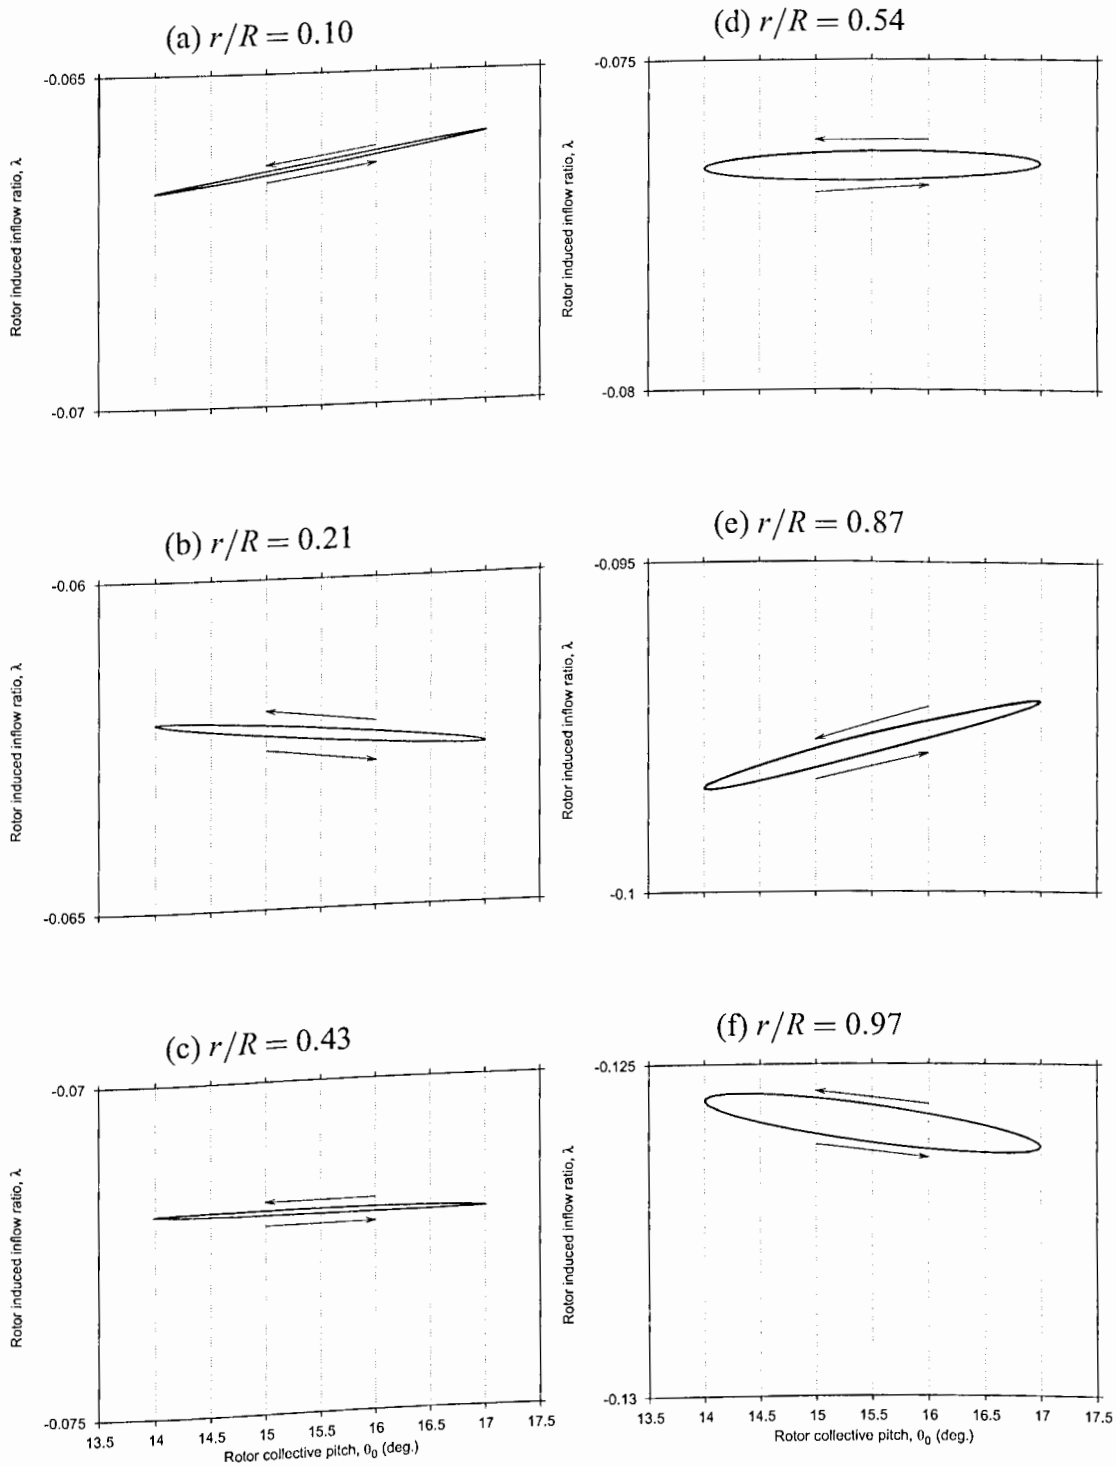 (a) r/R = 0.10
-0.065
Rotor induced inflow ratio, λ
-0.07
(b) r/R = 0.21
-0.06
Rotor induced inflow ratio, λ
-0.065
(c) r/R = 0.43
-0.07
Rotor induced inflow ratio, λ
-0.075
13.5 14 14.5 15 15.5 16 16.5 17 17.5
Rotor collective pitch, θ₀ (deg.)
(d) r/R = 0.54
-0.075
Rotor induced inflow ratio, λ
-0.08
(e) r/R = 0.87
-0.095
Rotor induced inflow ratio, λ
-0.1
(f) r/R = 0.97
-0.125
Rotor induced inflow ratio, λ
-0.13
13.5 14 15 15.5 16 16.5 17 17.5
Rotor collective pitch, θ₀ (deg.)